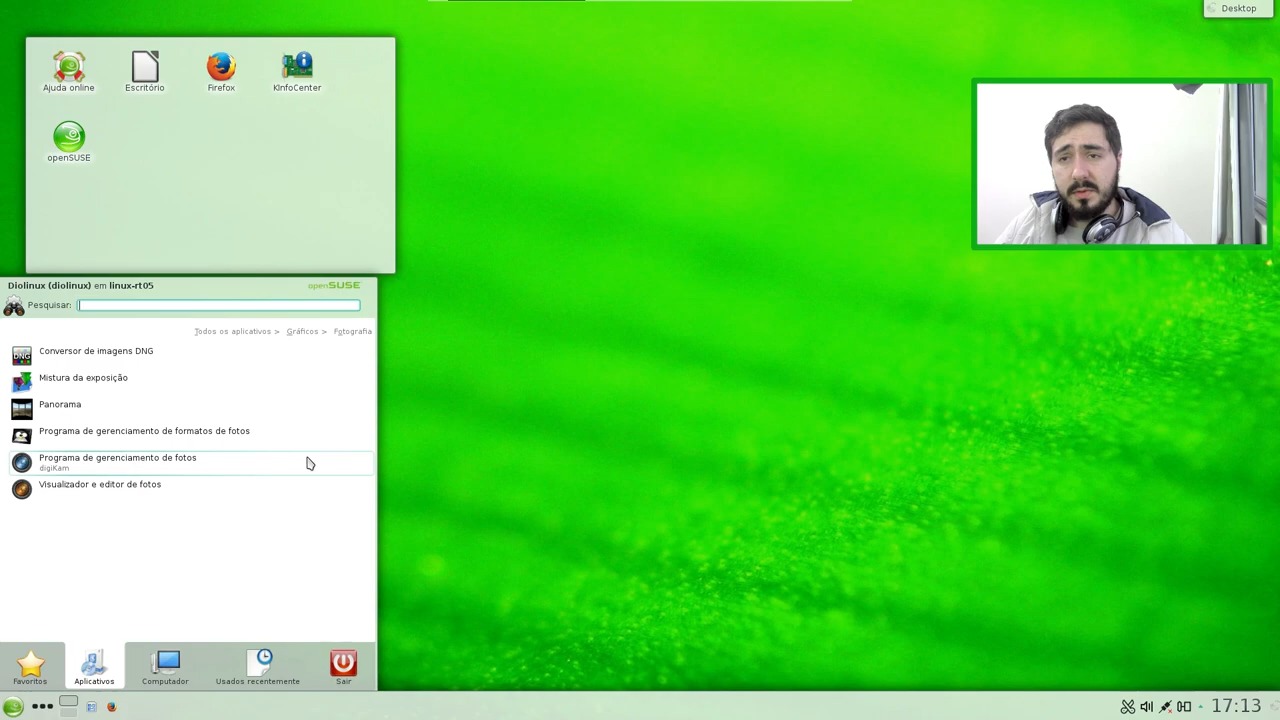 Desktop
Ajuda online
Escritório
Firefox
KInfoCenter
openSUSE
Diolinux (diolinux) em linux-rt05
openSUSE
Pesquisar:
Todos os aplicativos > Gráficos > Fotografia
DNG
Conversor de imagens DNG
Mistura da exposição
Panorama
Programa de gerenciamento de formatos de fotos
Programa de gerenciamento de fotos
digiKam
Visualizador e editor de fotos
Favoritos
Aplicativos
Computador
Usados recentemente
Sair
17:13